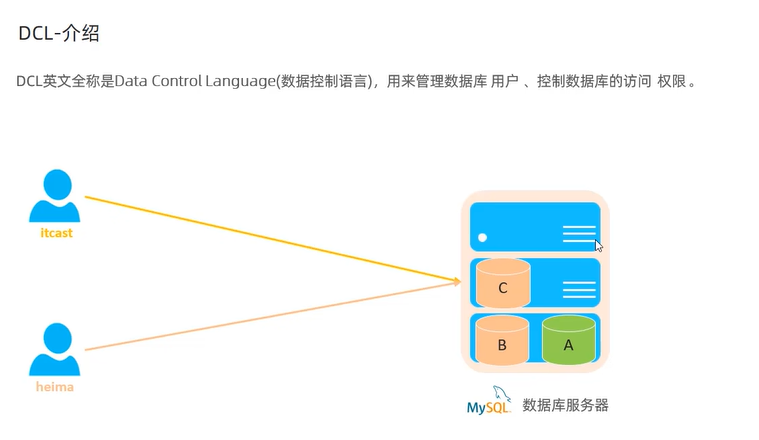 DCL-介绍
DCL英文全称是Data Control Language(数据控制语言)，用来管理数据库 用户 、控制数据库的访问 权限 。
itcast
C
B
A
heima
MySQL
数据库服务器